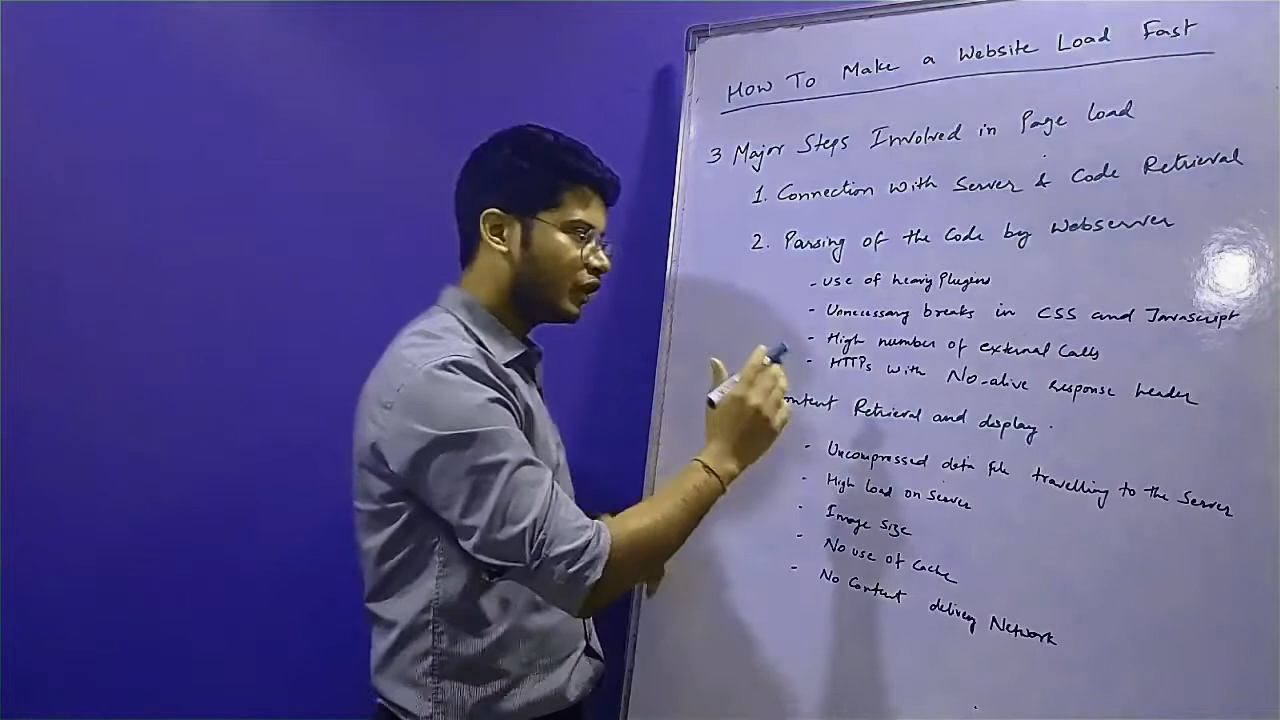 How To Make a Website Load Fast
3 Major Steps Involved in Page load
1. Connection with Server & Code Retrieval
2. Parsing of the Code by Webserver
- use of heavy Plugins
- Unnecessary breaks in CSS and Javascript
- High number of external Calls
- HTTPs with No-alive response header
ontent Retrieval and display.
- Uncompressed data file travelling to the Server
- High load on Server
- Image size
- No use of Cache
- No Content delivery Network